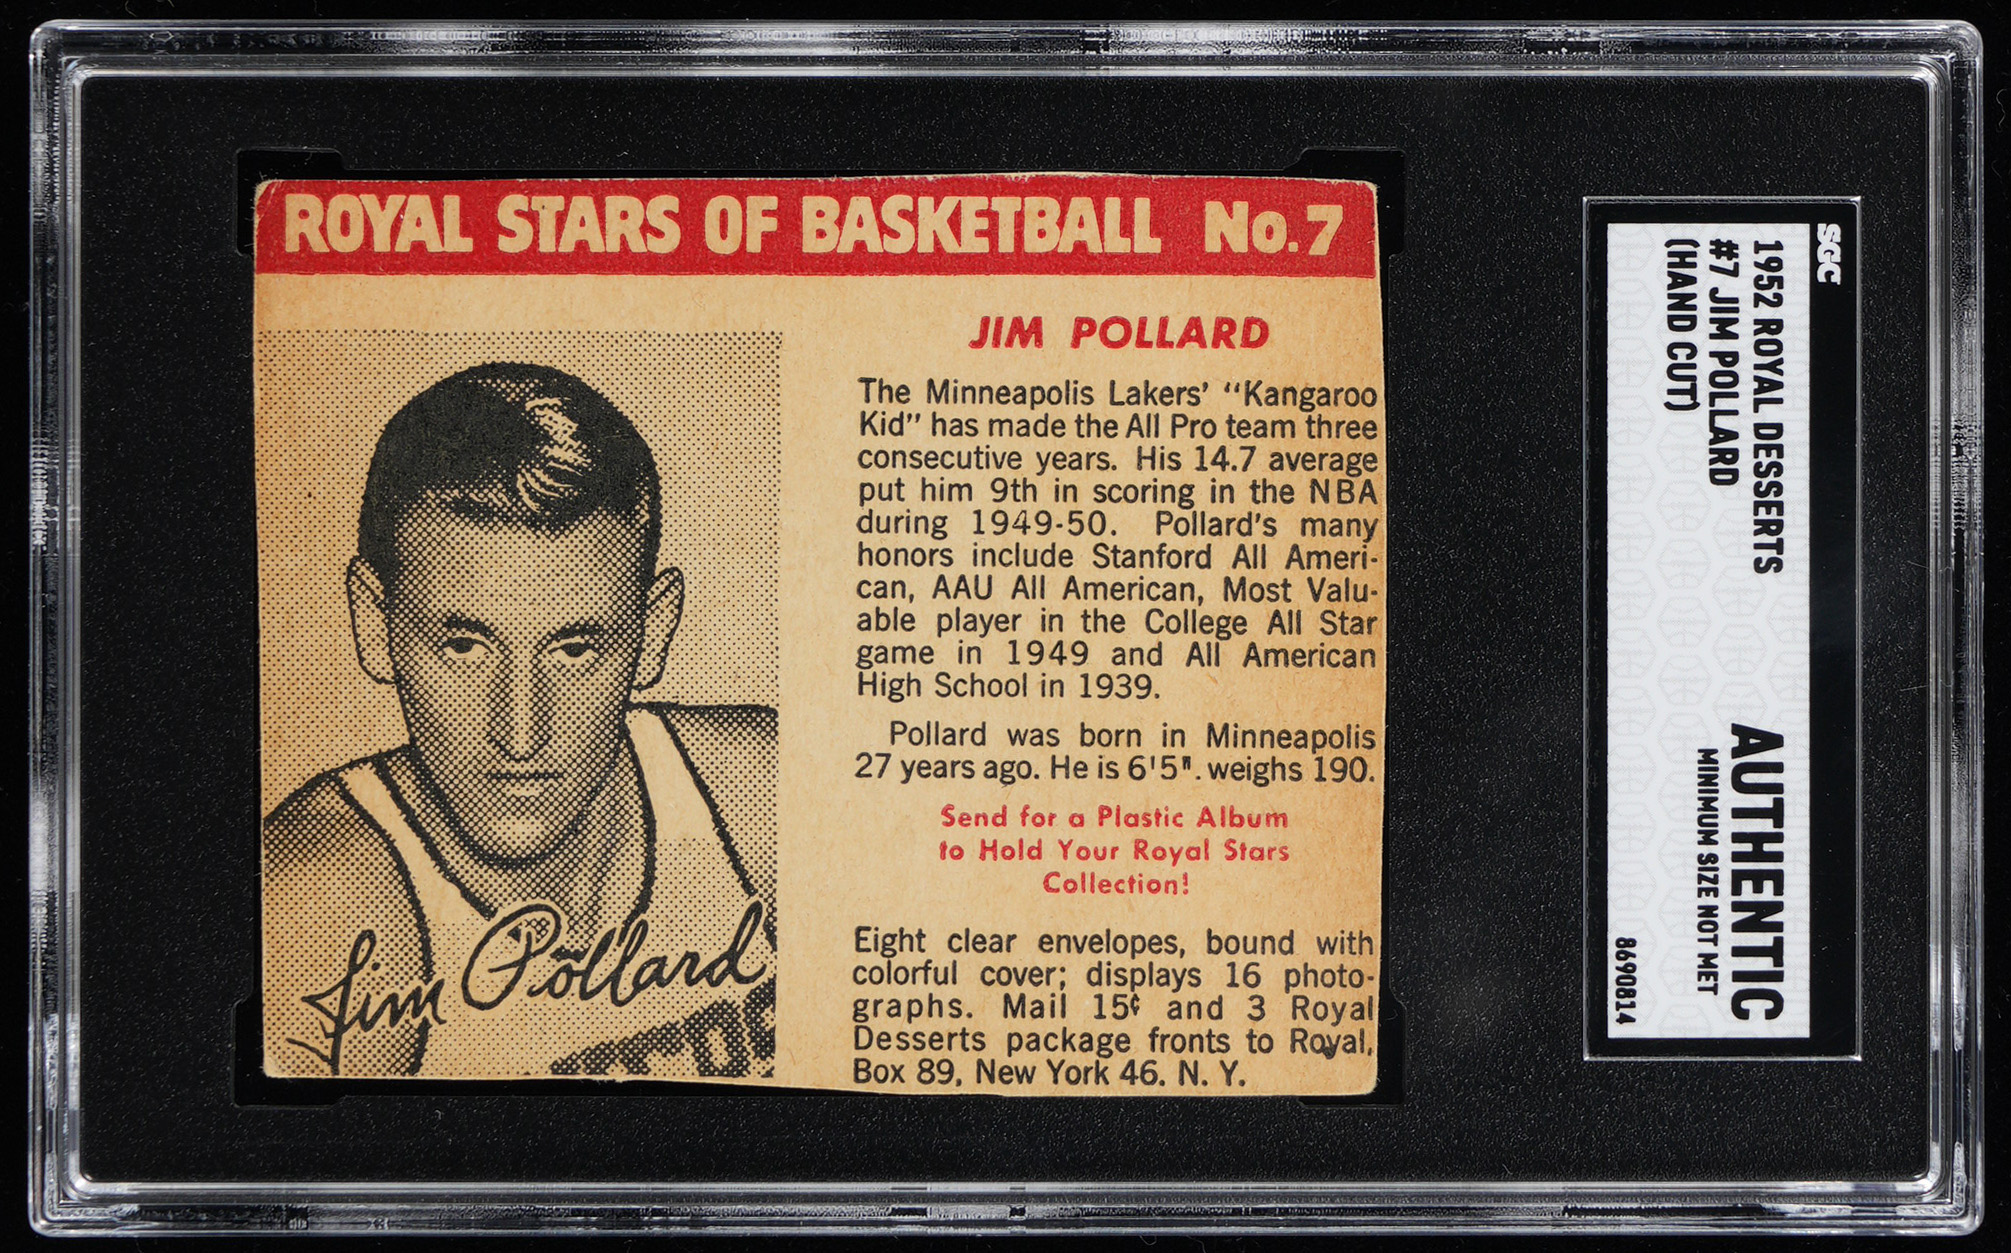 ROYAL STARS OF BASKETBALL No. 7
JIM POLLARD
The Minneapolis Lakers' "Kangaroo
Kid" has made the All Pro team three
consecutive years. His 14.7 average
put him 9th in scoring in the NBA
during 1949-50. Pollard's many
honors include Stanford All Ameri-
can, AAU All American, Most Valu-
able player in the College All Star
game in 1949 and All American
High School in 1939.
Pollard was born in Minneapolis
27 years ago. He is 6'5". weighs 190.
Send for a Plastic Album
to Hold Your Royal Stars
Collection!
Eight clear envelopes, bound with
colorful cover; displays 16 photo-
graphs. Mail 15¢ and 3 Royal
Desserts package fronts to Royal,
Box 89, New York 46. N. Y.
Jim Pollard
SGC
1952 ROYAL DESSERTS
#7 JIM POLLARD
(HAND CUT)
AUTHENTIC
MINIMUM SIZE NOT MET
8690814